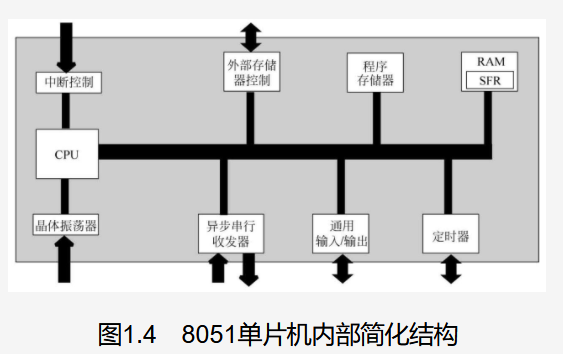 中断控制
外部存储
器控制
程序
存储器
RAM
SFR
CPU
晶体振荡器
异步串行
收发器
通用
输入/输出
定时器
图1.4 8051单片机内部简化结构